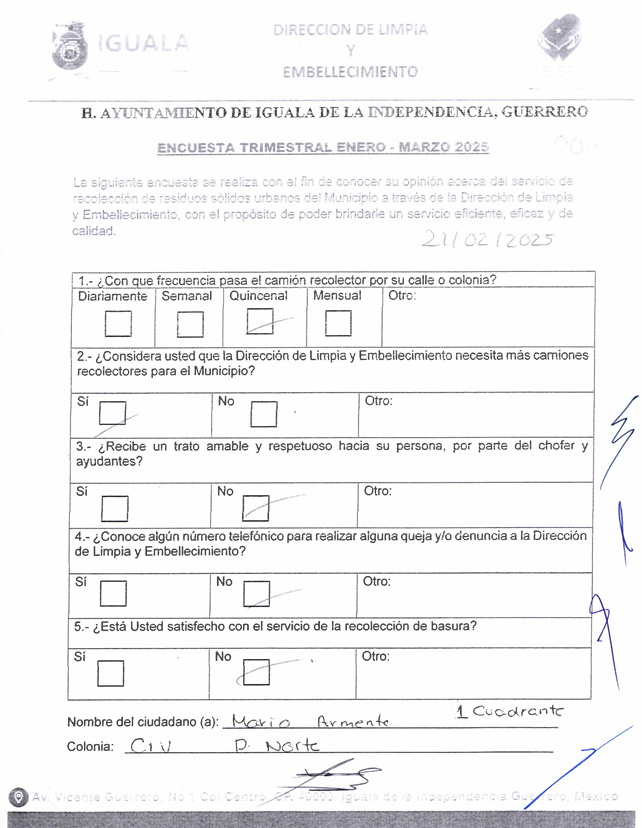 IGUALA
DIRECCION DE LIMPIA
Y
EMBELLECIMIENTO
H. AYUNTAMIENTO DE IGUALA DE LA INDEPENDENCIA, GUERRERO
ENCUESTA TRIMESTRAL ENERO - MARZO 2025
La siguiente encuesta se realiza con el fin de conocer su opinión acerca del servicio de
recolección de residuos sólidos urbanos del Municipio a través de la Dirección de Limpia
y Embellecimiento, con el propósito de poder brindarle un servicio eficiente, eficaz y de
calidad.
21/02/2025
1.- ¿Con que frecuencia pasa el camión recolector por su calle o colonia?
Diariamente Semanal Quincenal Mensual Otro:
2.- ¿Considera usted que la Dirección de Limpia y Embellecimiento necesita más camiones
recolectores para el Municipio?
Sí No Otro:
3.- ¿Recibe un trato amable y respetuoso hacia su persona, por parte del chofer y
ayudantes?
Sí No Otro:
4.- ¿Conoce algún número telefónico para realizar alguna queja y/o denuncia a la Dirección
de Limpia y Embellecimiento?
Sí No Otro:
5.- ¿Está Usted satisfecho con el servicio de la recolección de basura?
Sí No Otro:
1 Cuadrante
Nombre del ciudadano (a): Mario Armente
Colonia: CIV P. Norte
Av. Vicente Guerrero, No 1 Col Centro, CP. 40000, Iguala de la Independencia Guerrero, México